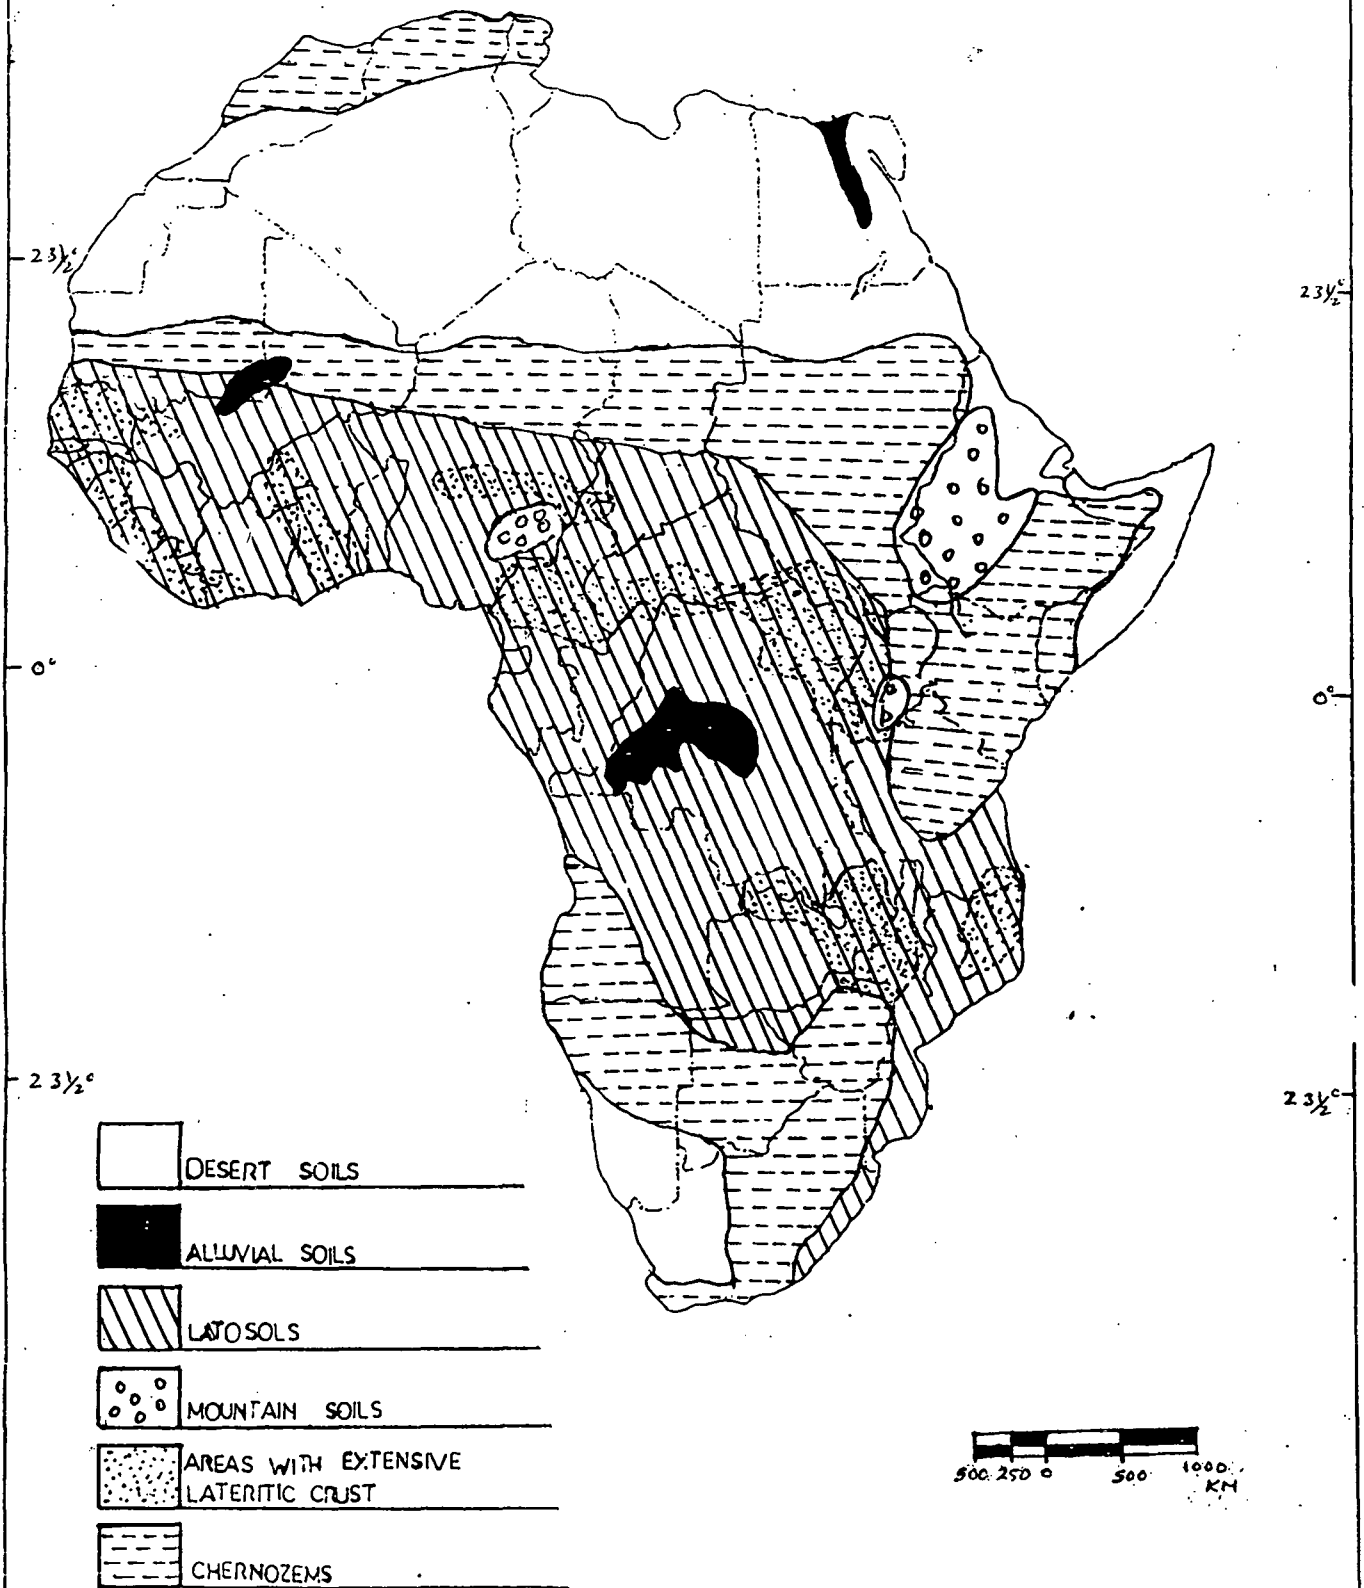 23½°
23½°
0°
0°
23½°
23½°
DESERT SOILS
ALLUVIAL SOILS
LATOSOLS
MOUNTAIN SOILS
AREAS WITH EXTENSIVE
LATERITIC CRUST
CHERNOZEMS
500 250 0 500 1000
KM